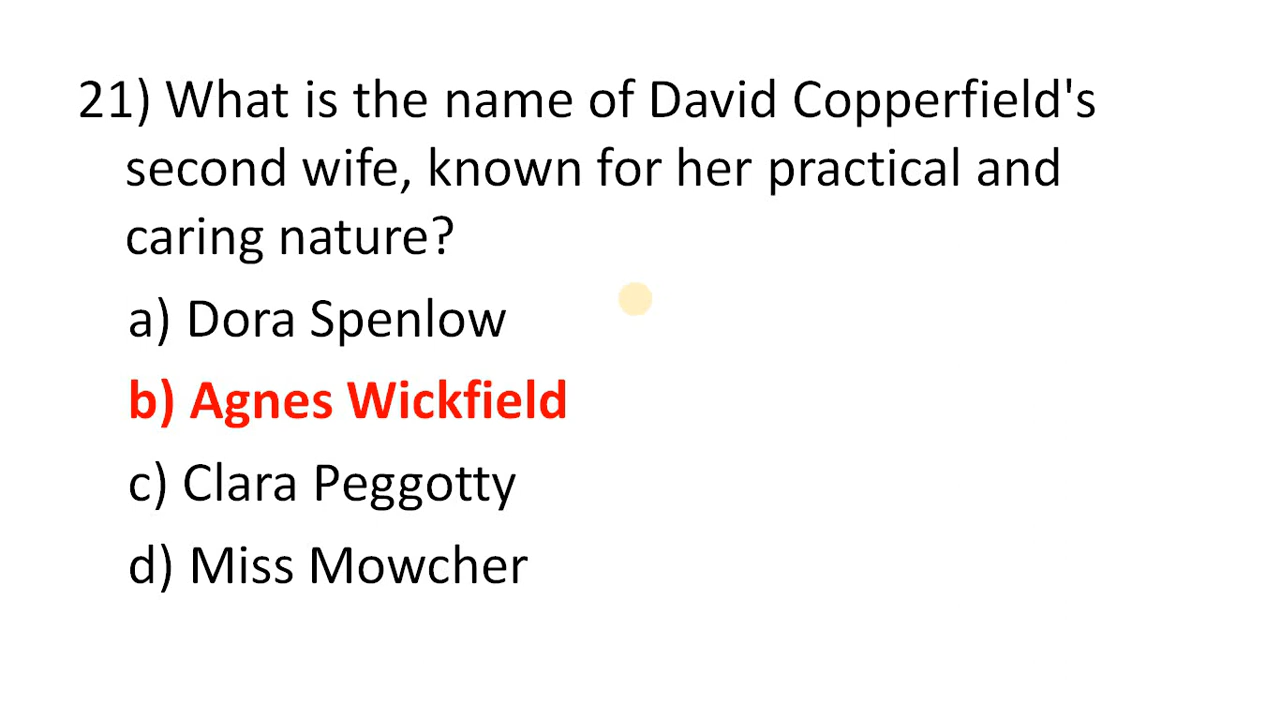 21) What is the name of David Copperfield's
second wife, known for her practical and
caring nature?
a) Dora Spenlow
b) Agnes Wickfield
c) Clara Peggotty
d) Miss Mowcher